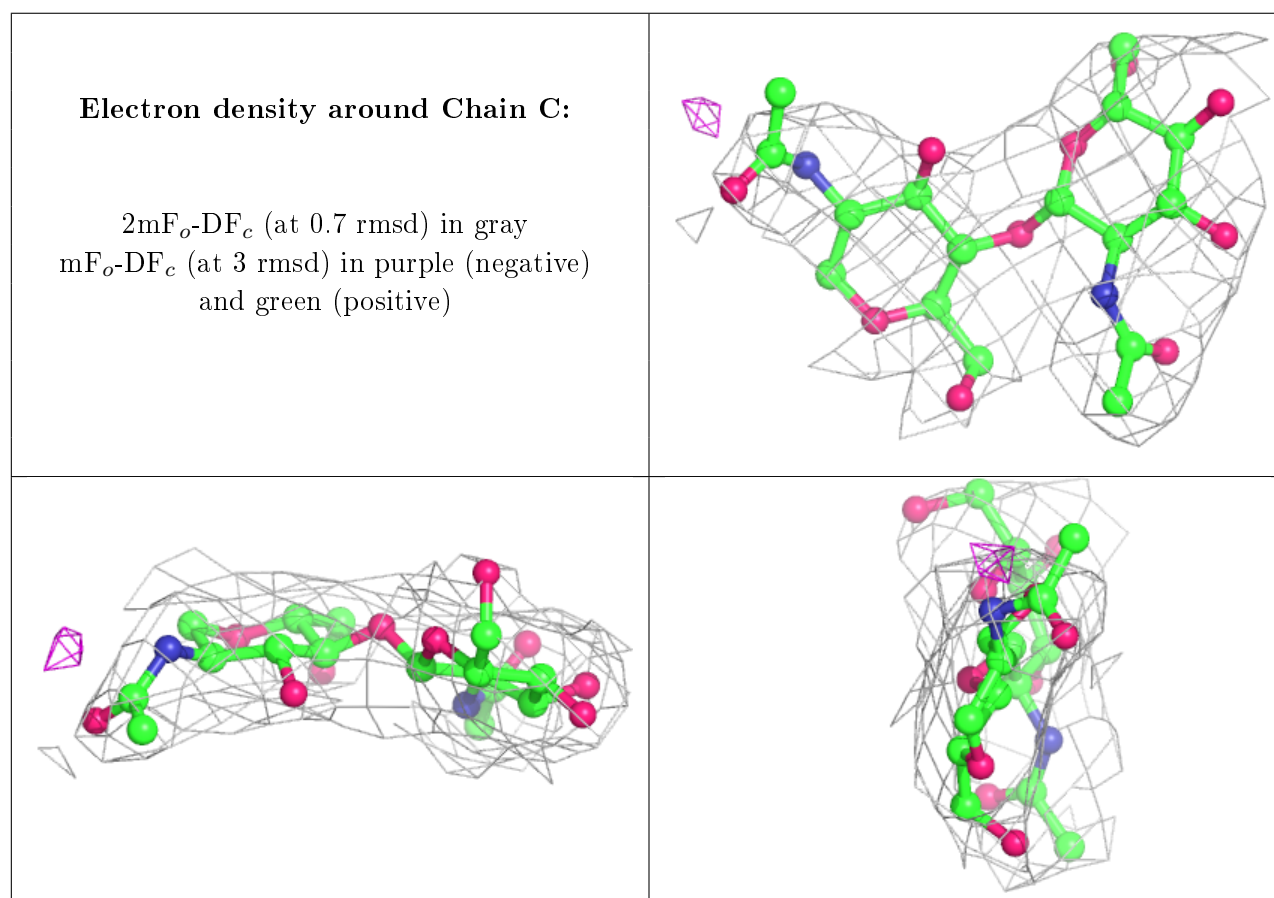 Electron density around Chain C:
2mFₒ-DF𝒸 (at 0.7 rmsd) in gray
mFₒ-DF𝒸 (at 3 rmsd) in purple (negative)
and green (positive)